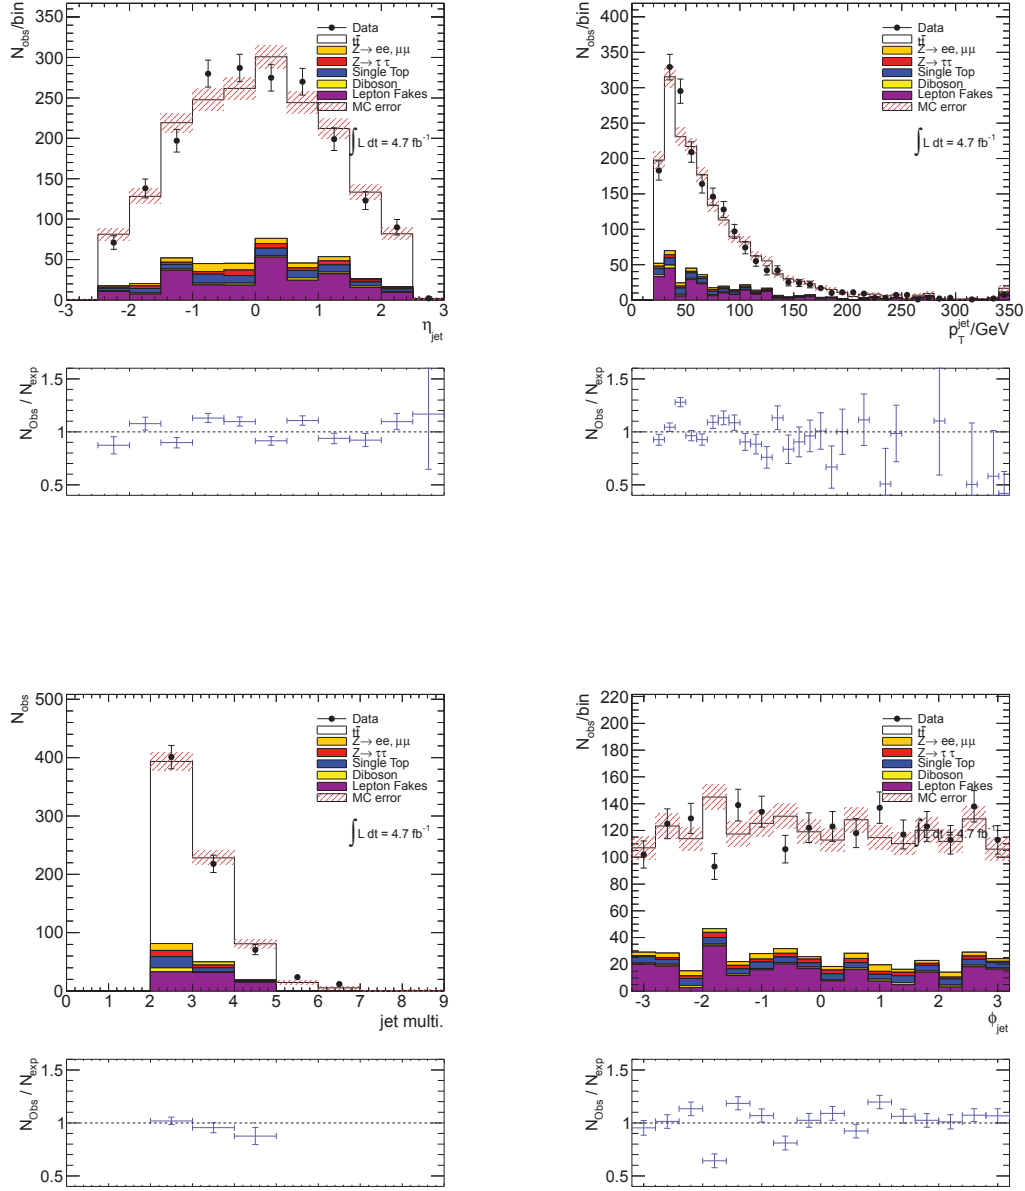 N_obs/bin
350
300
250
200
150
100
50
0
Data
tt̄
Z→ ee, μμ
Z→ τ τ
Single Top
Diboson
Lepton Fakes
MC error
∫ L dt = 4.7 fb⁻¹
-3 -2 -1 0 1 2 3
η_jet
N_Obs / N_exp
1.5
1
0.5
N_obs/bin
400
350
300
250
200
150
100
50
0
Data
tt̄
Z→ ee, μμ
Z→ ττ
Single Top
Diboson
Lepton Fakes
MC error
∫ L dt = 4.7 fb⁻¹
50 100 150 200 250 300 350
p_T^jet/GeV
N_Obs / N_exp
1.5
1
0.5
N_obs
500
400
300
200
100
0
Data
tt̄
Z→ ee, μμ
Z→ ττ
Single Top
Diboson
Lepton Fakes
MC error
∫ L dt = 4.7 fb⁻¹
0 1 2 3 4 5 6 7 8 9
jet multi.
N_Obs / N_exp
1.5
1
0.5
N_obs/bin
220
200
180
160
140
120
100
80
60
40
20
0
Data
tt̄
Z→ ee, μμ
Z→ τ τ
Single Top
Diboson
Lepton Fakes
MC error
∫ L dt = 4.7 fb⁻¹
-3 -2 -1 0 1 2 3
ϕ_jet
N_Obs / N_exp
1.5
1
0.5